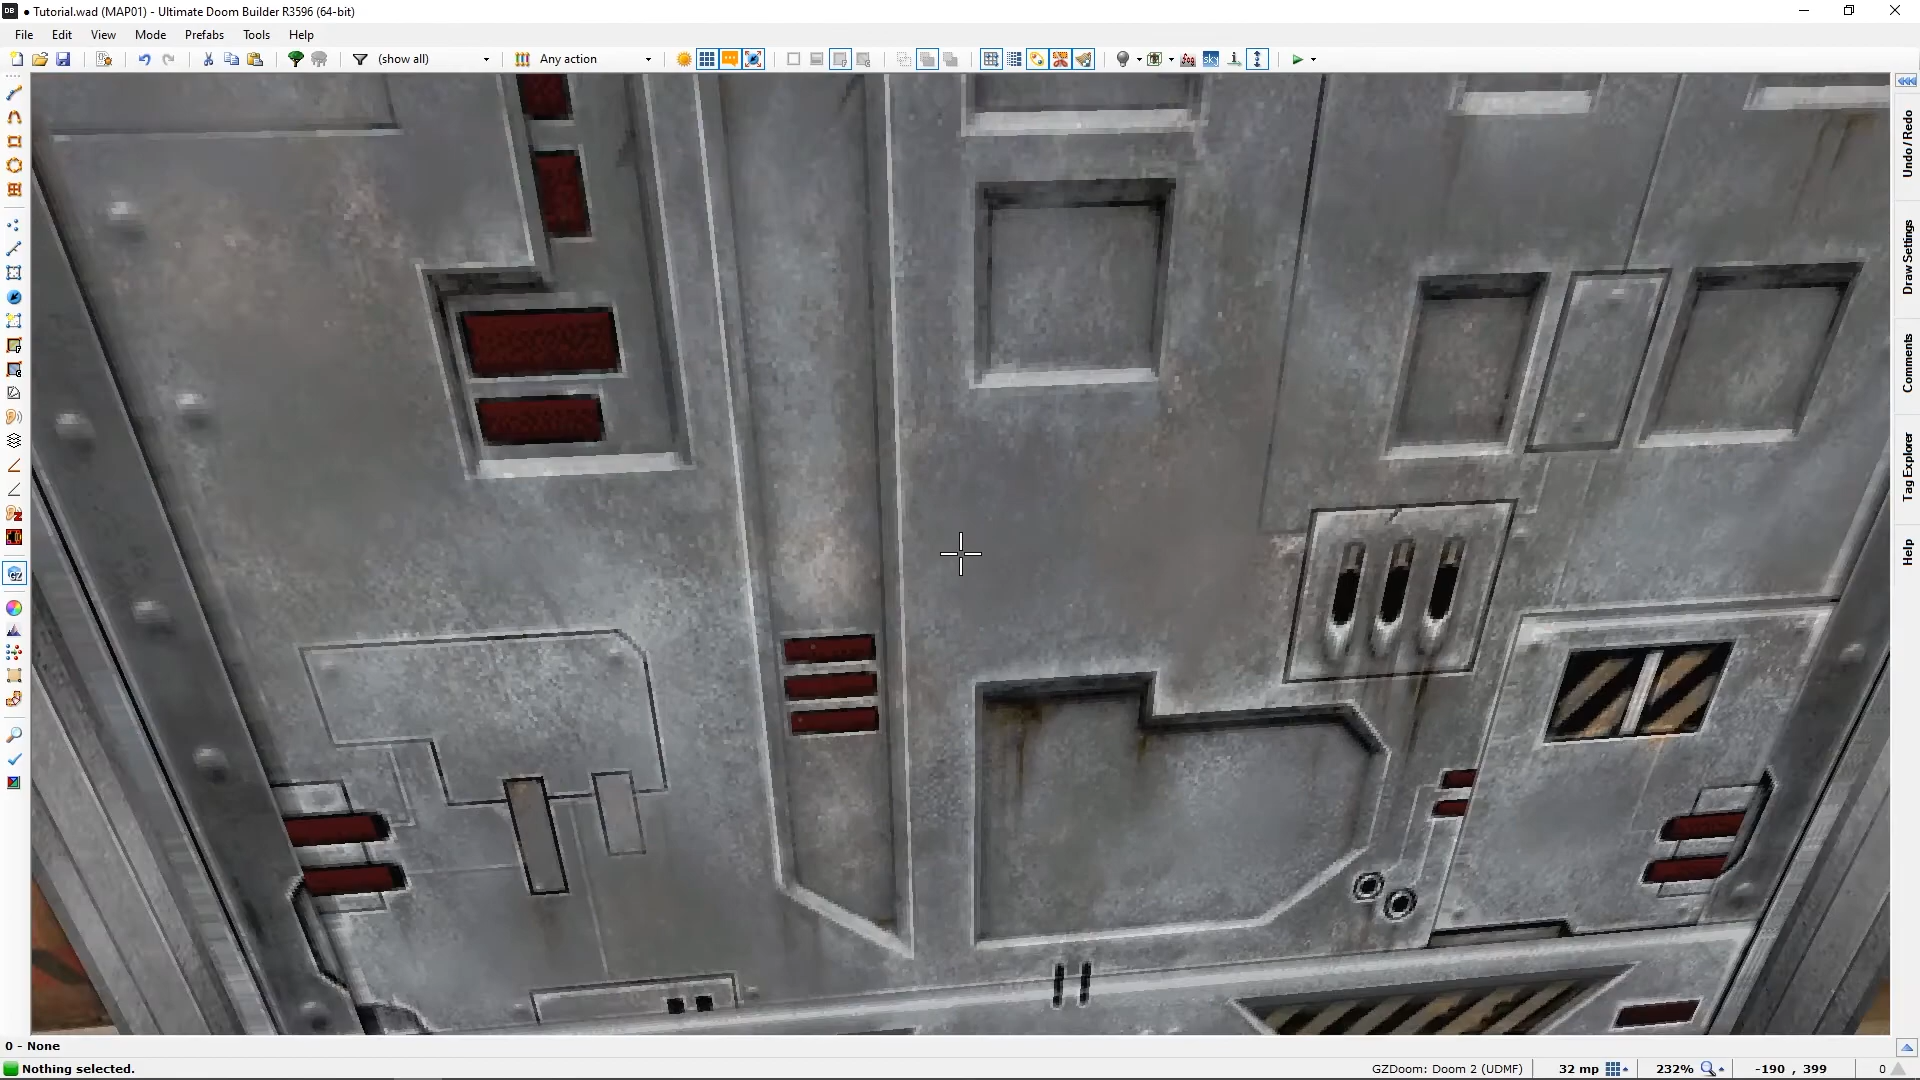 ● Tutorial.wad (MAP01) - Ultimate Doom Builder R3596 (64-bit)
File Edit View Mode Prefabs Tools Help
(show all) Any action
sky
GZ
Undo / Redo
Draw Settings
Comments
Tag Explorer
Help
0 - None
Nothing selected.
GZDoom: Doom 2 (UDMF) 32 mp 232% -190 , 399 0